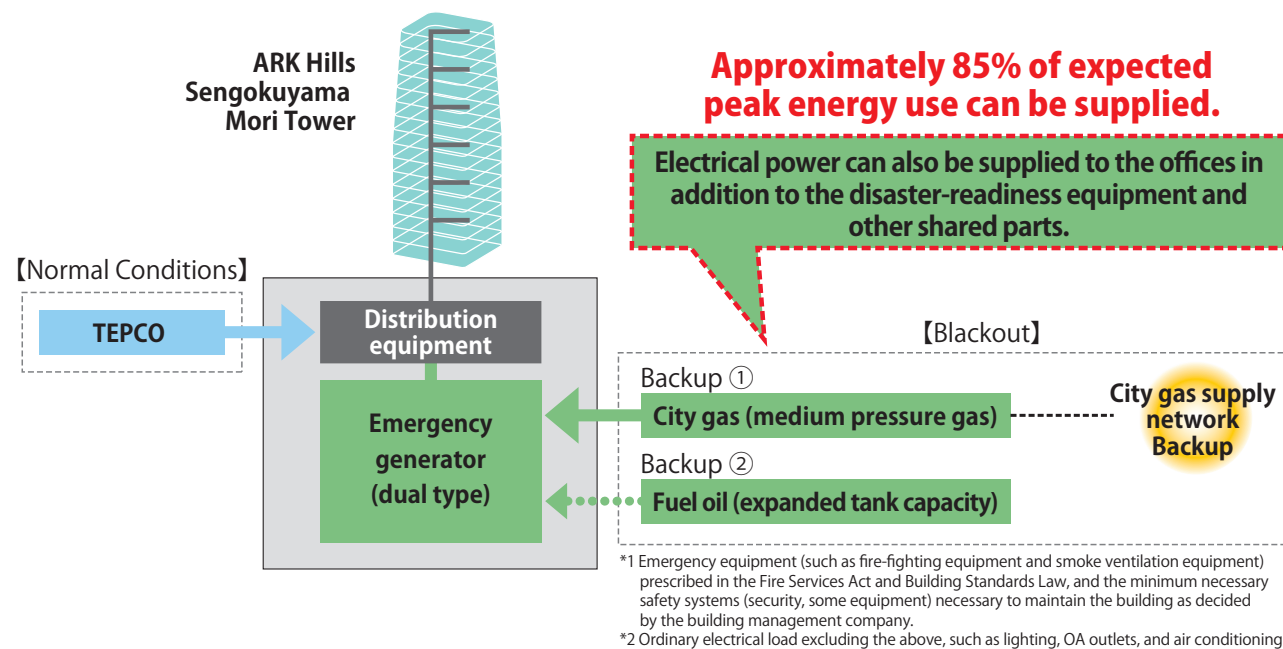 ARK Hills
Sengokuyama
Mori Tower
Approximately 85% of expected
peak energy use can be supplied.
Electrical power can also be supplied to the offices in
addition to the disaster-readiness equipment and
other shared parts.
【Normal Conditions】
TEPCO
Distribution
equipment
Emergency
generator
(dual type)
【Blackout】
Backup ①
City gas (medium pressure gas)
City gas supply
network
Backup
Backup ②
Fuel oil (expanded tank capacity)
*1 Emergency equipment (such as fire-fighting equipment and smoke ventilation equipment)
prescribed in the Fire Services Act and Building Standards Law, and the minimum necessary
safety systems (security, some equipment) necessary to maintain the building as decided
by the building management company.
*2 Ordinary electrical load excluding the above, such as lighting, OA outlets, and air conditioning